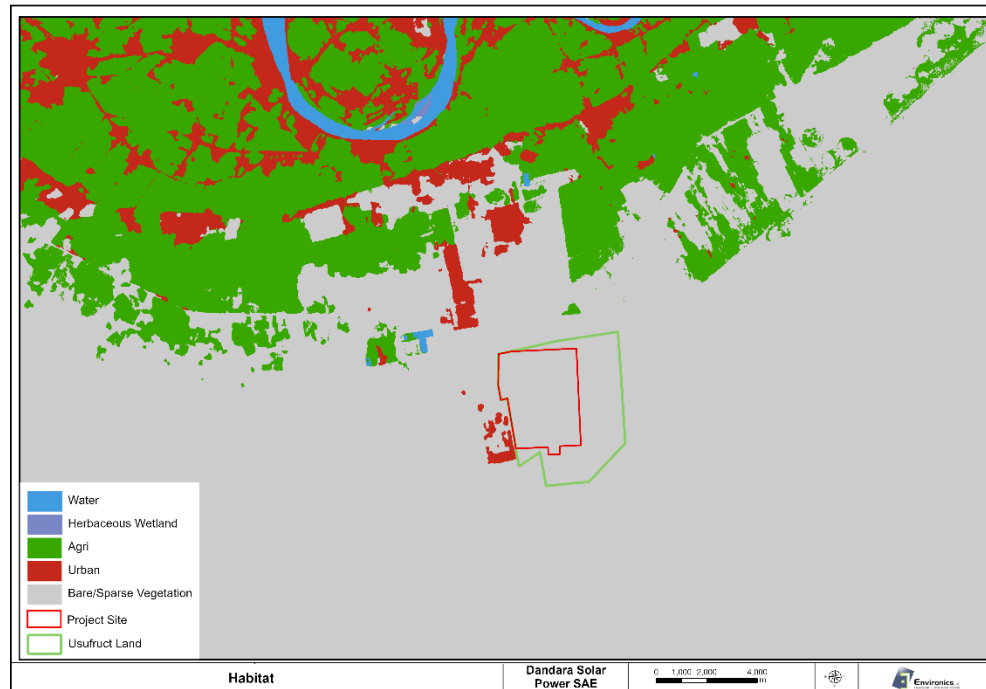 Water
Herbaceous Wetland
Agri
Urban
Bare/Sparse Vegetation
Project Site
Usufruct Land
Habitat
Dandara Solar
Power SAE
0 1,000 2,000 4,000
m
Environics